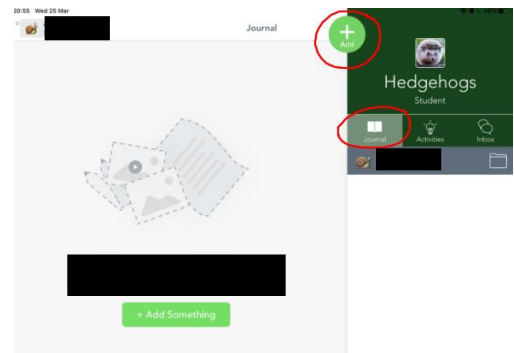 20:55 Wed 25 Mar
Journal
Add
Hedgehogs
Student
Journal
Activities
Inbox
+ Add Something